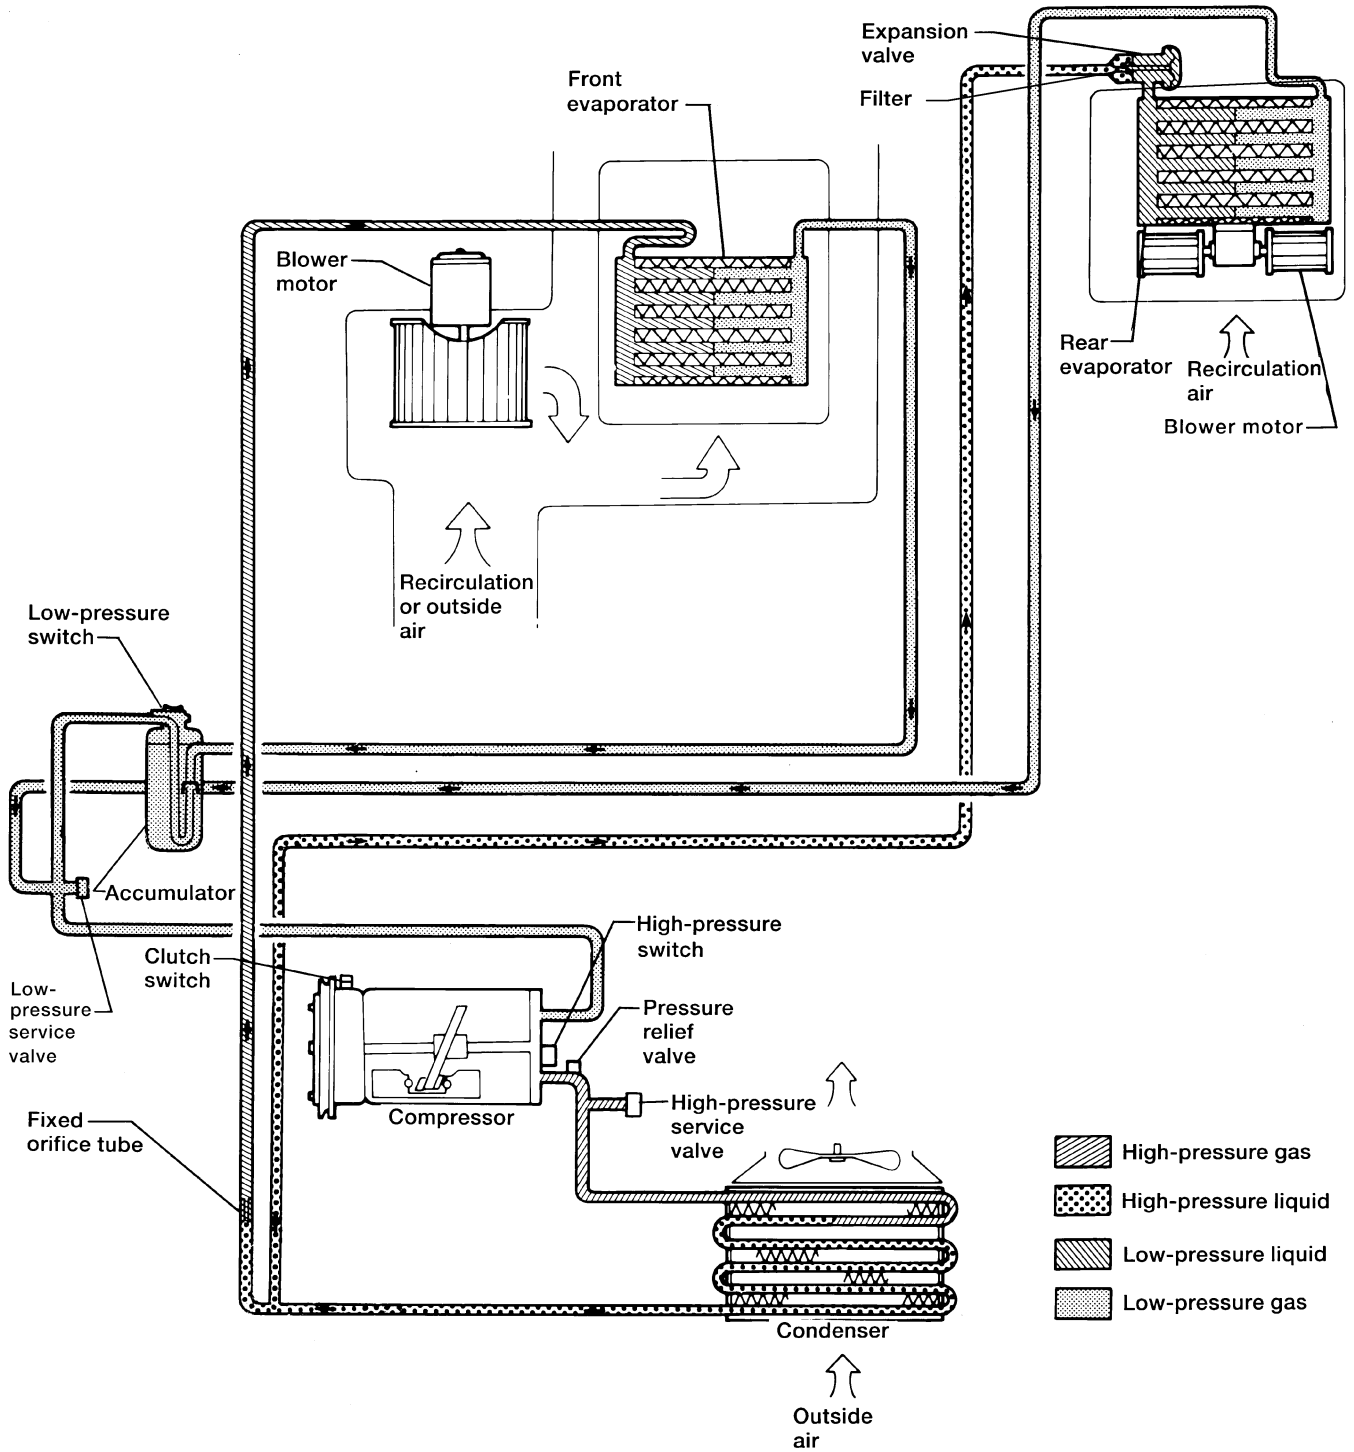 Expansion
valve
Filter
Front
evaporator
Blower
motor
Rear
evaporator
Recirculation
air
Blower motor
Recirculation
or outside
air
Low-pressure
switch
Accumulator
High-pressure
switch
Clutch
switch
Low-
pressure
service
valve
Pressure
relief
valve
Compressor
High-pressure
service
valve
Fixed
orifice tube
High-pressure gas
High-pressure liquid
Low-pressure liquid
Low-pressure gas
Condenser
Outside
air